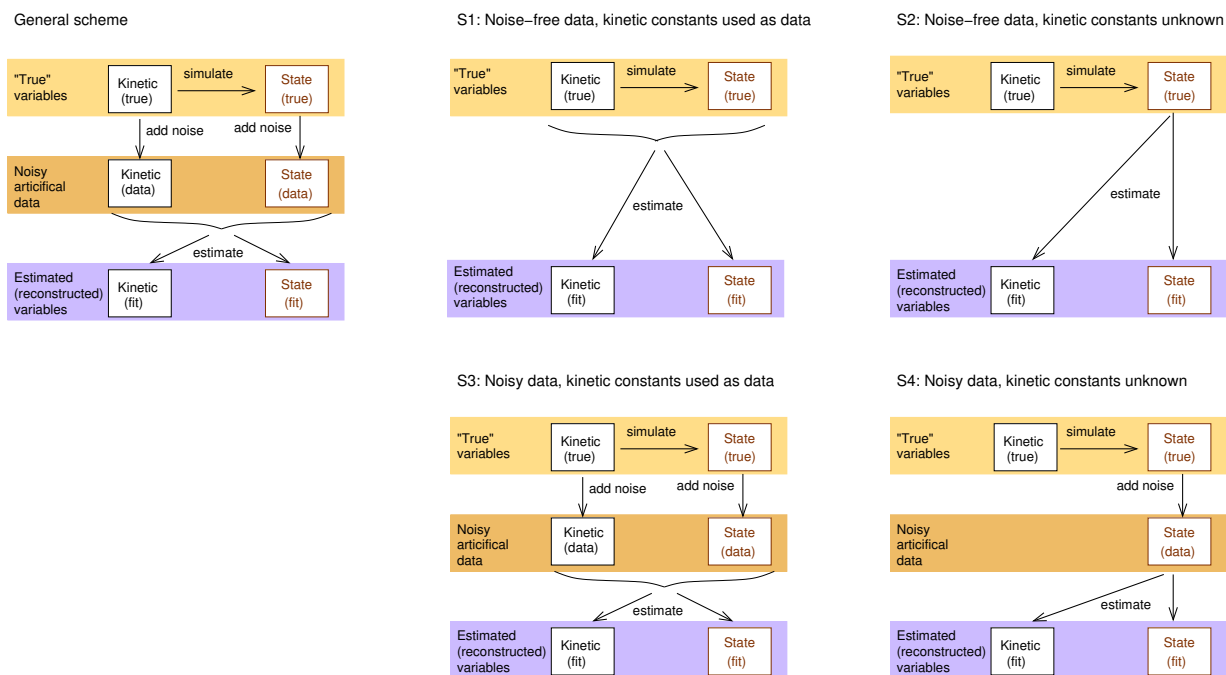 General scheme
"True"
variables
Kinetic
(true)
simulate
State
(true)
add noise
add noise
Noisy
articifical
data
Kinetic
(data)
State
(data)
estimate
Estimated
(reconstructed)
variables
Kinetic
(fit)
State
(fit)
S1: Noise−free data, kinetic constants used as data
"True"
variables
Kinetic
(true)
simulate
State
(true)
estimate
Estimated
(reconstructed)
variables
Kinetic
(fit)
State
(fit)
S2: Noise−free data, kinetic constants unknown
"True"
variables
Kinetic
(true)
simulate
State
(true)
estimate
Estimated
(reconstructed)
variables
Kinetic
(fit)
State
(fit)
S3: Noisy data, kinetic constants used as data
"True"
variables
Kinetic
(true)
simulate
State
(true)
add noise
add noise
Noisy
articifical
data
Kinetic
(data)
State
(data)
estimate
Estimated
(reconstructed)
variables
Kinetic
(fit)
State
(fit)
S4: Noisy data, kinetic constants unknown
"True"
variables
Kinetic
(true)
simulate
State
(true)
add noise
Noisy
articifical
data
State
(data)
estimate
Estimated
(reconstructed)
variables
Kinetic
(fit)
State
(fit)